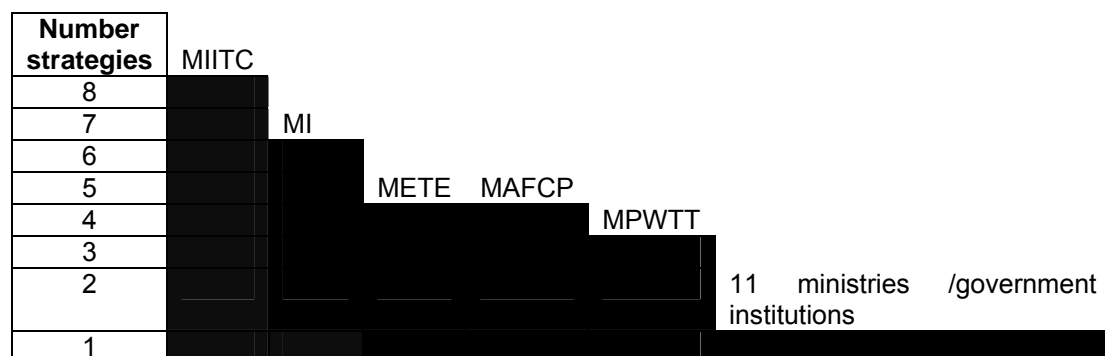 Number
strategies MIITC
8
7 MI
6
5 METE MAFCP
4 MPWTT
3
2 11 ministries /government
institutions
1